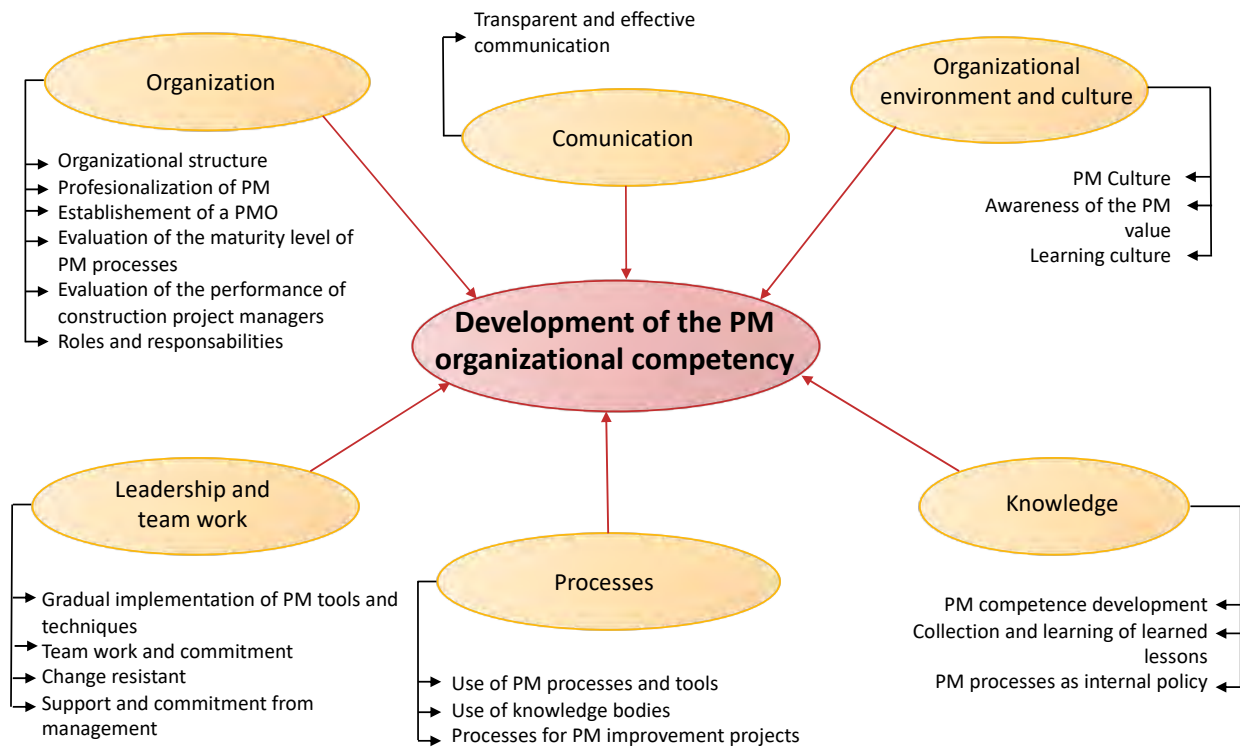 Organization
Organizational structure
Profesionalization of PM
Establishement of a PMO
Evaluation of the maturity level of
PM processes
Evaluation of the performance of
construction project managers
Roles and responsabilities
Transparent and effective
communication
Comunication
Organizational
environment and culture
PM Culture
Awareness of the PM
value
Learning culture
Development of the PM
organizational competency
Leadership and
team work
Gradual implementation of PM tools and
techniques
Team work and commitment
Change resistant
Support and commitment from
management
Processes
Use of PM processes and tools
Use of knowledge bodies
Processes for PM improvement projects
Knowledge
PM competence development
Collection and learning of learned
lessons
PM processes as internal policy